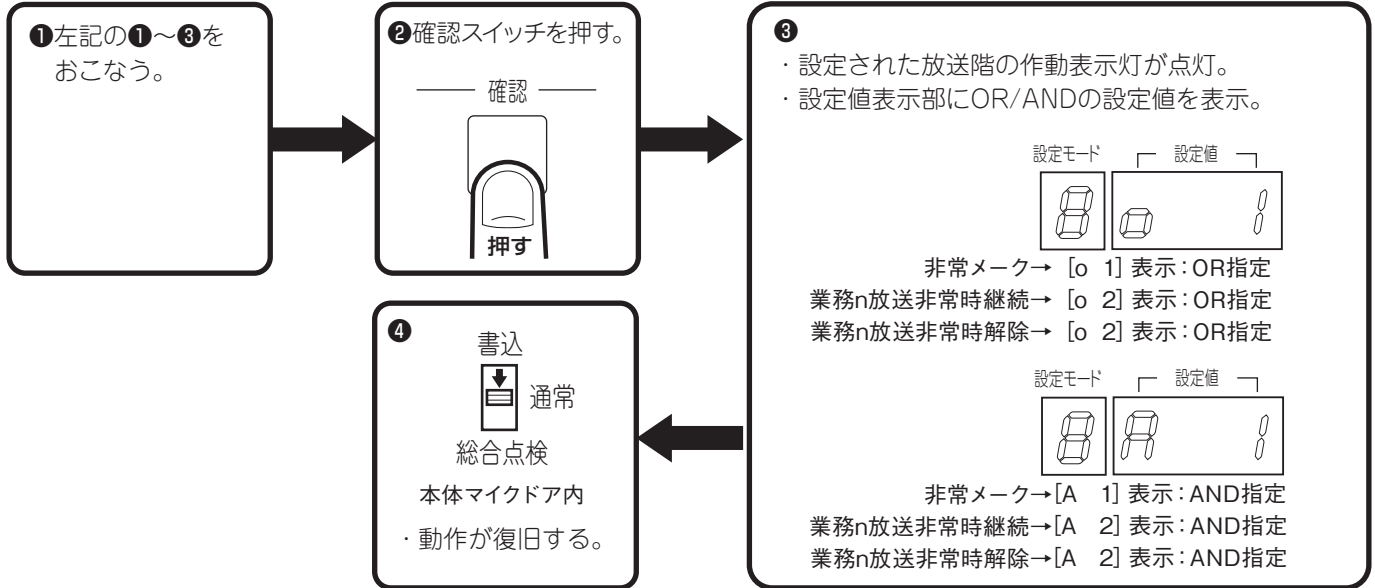 ❶左記の❶～❸を
おこなう。
❷確認スイッチを押す。
確認
押す
❸
・設定された放送階の作動表示灯が点灯。
・設定値表示部にOR/ANDの設定値を表示。
設定モード 設定値
8 o 1
非常メーク→ [o 1] 表示：OR指定
業務n放送非常時継続→ [o 2] 表示：OR指定
業務n放送非常時解除→ [o 2] 表示：OR指定
設定モード 設定値
8 A 1
非常メーク→[A 1] 表示：AND指定
業務n放送非常時継続→[A 2] 表示：AND指定
業務n放送非常時解除→[A 2] 表示：AND指定
❹
書込
通常
総合点検
本体マイクドア内
・動作が復旧する。